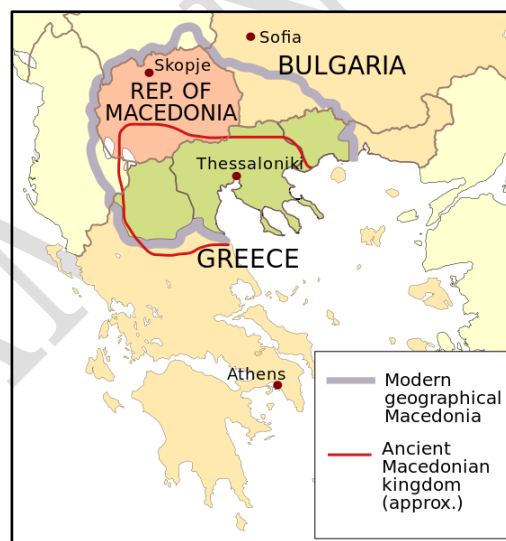 Sofia
BULGARIA
Skopje
REP. OF
MACEDONIA
Thessaloniki
GREECE
Athens
Modern
geographical
Macedonia
Ancient
Macedonian
kingdom
(approx.)